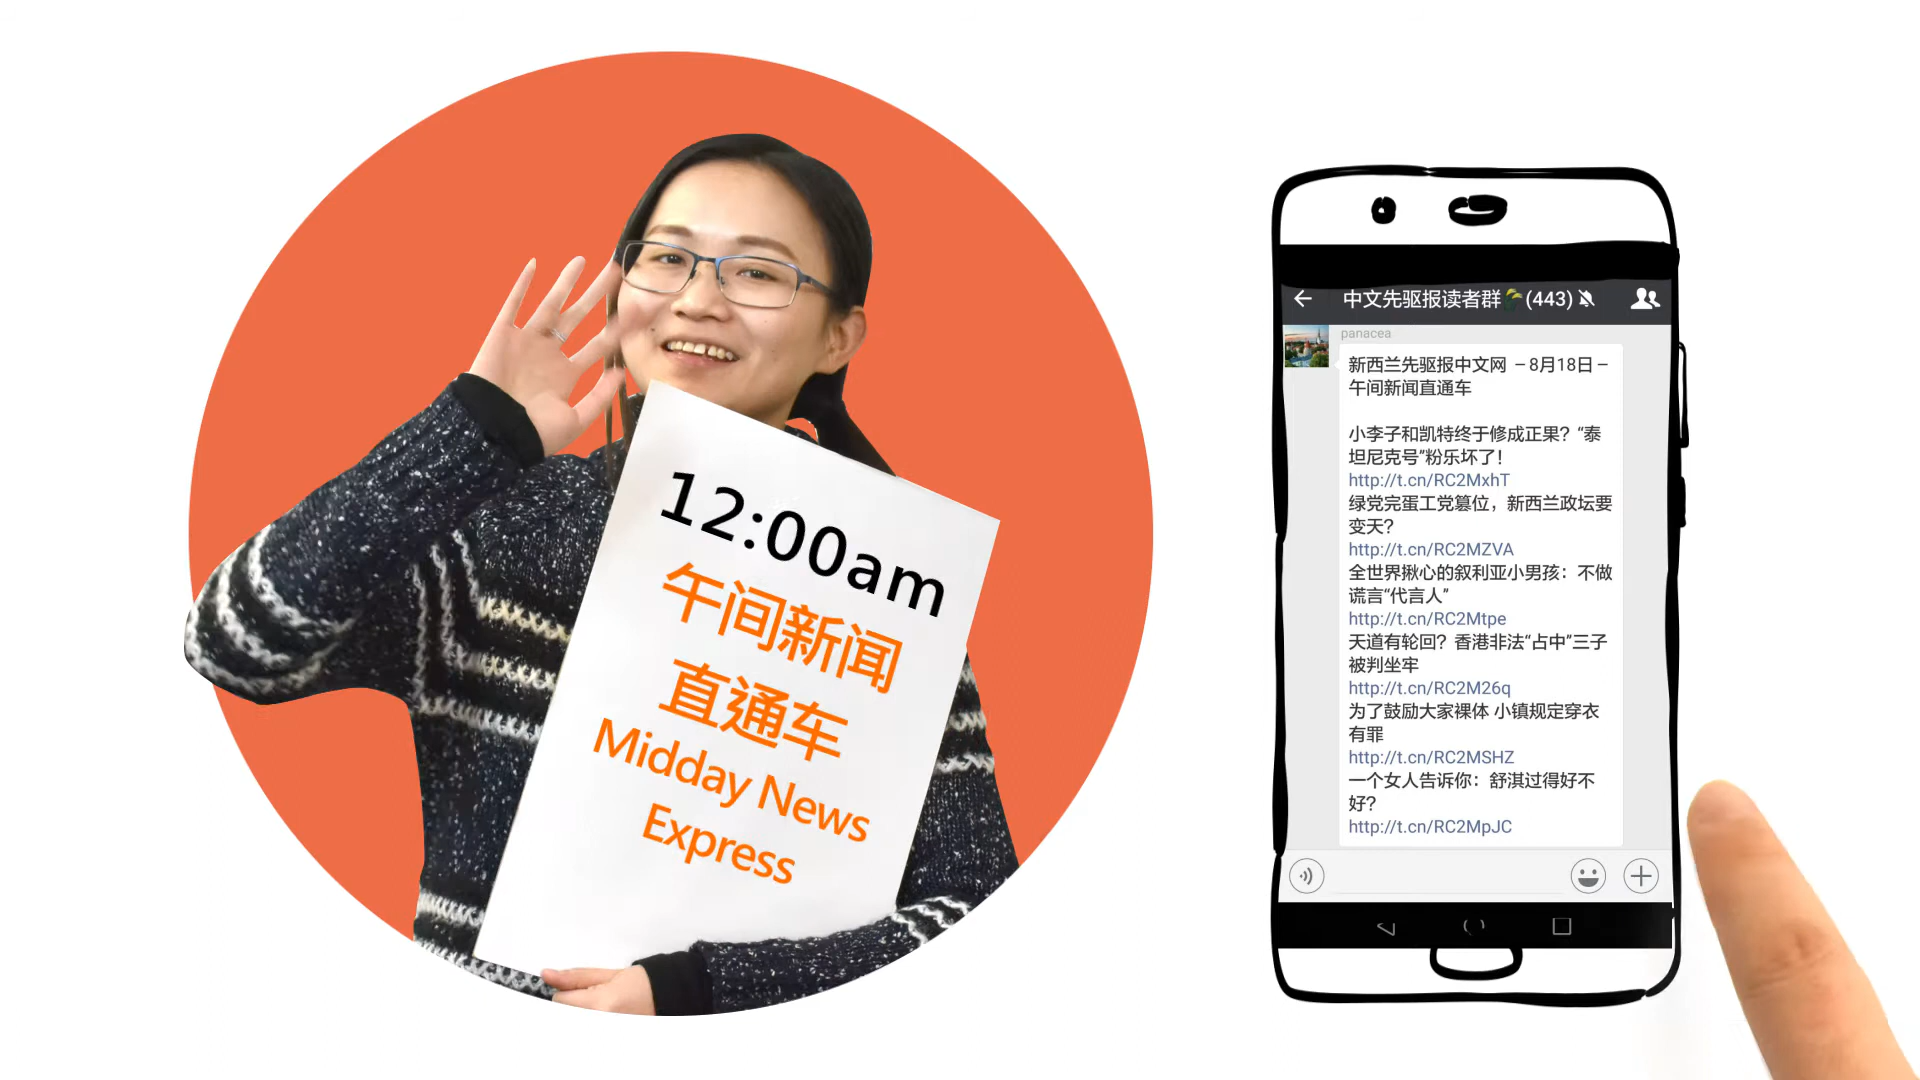 12:00am
午间新闻
直通车
Midday News
Express
中文先驱报读者群(443)
panacea
新西兰先驱报中文网 －8月18日－
午间新闻直通车
小李子和凯特终于修成正果？“泰
坦尼克号”粉乐坏了！
http://t.cn/RC2MxhT
绿党完蛋工党篡位，新西兰政坛要
变天？
http://t.cn/RC2MZVA
全世界揪心的叙利亚小男孩：不做
谎言“代言人”
http://t.cn/RC2Mtpe
天道有轮回？香港非法“占中”三子
被判坐牢
http://t.cn/RC2M26q
为了鼓励大家裸体 小镇规定穿衣
有罪
http://t.cn/RC2MSHZ
一个女人告诉你：舒淇过得好不
好？
http://t.cn/RC2MpJC